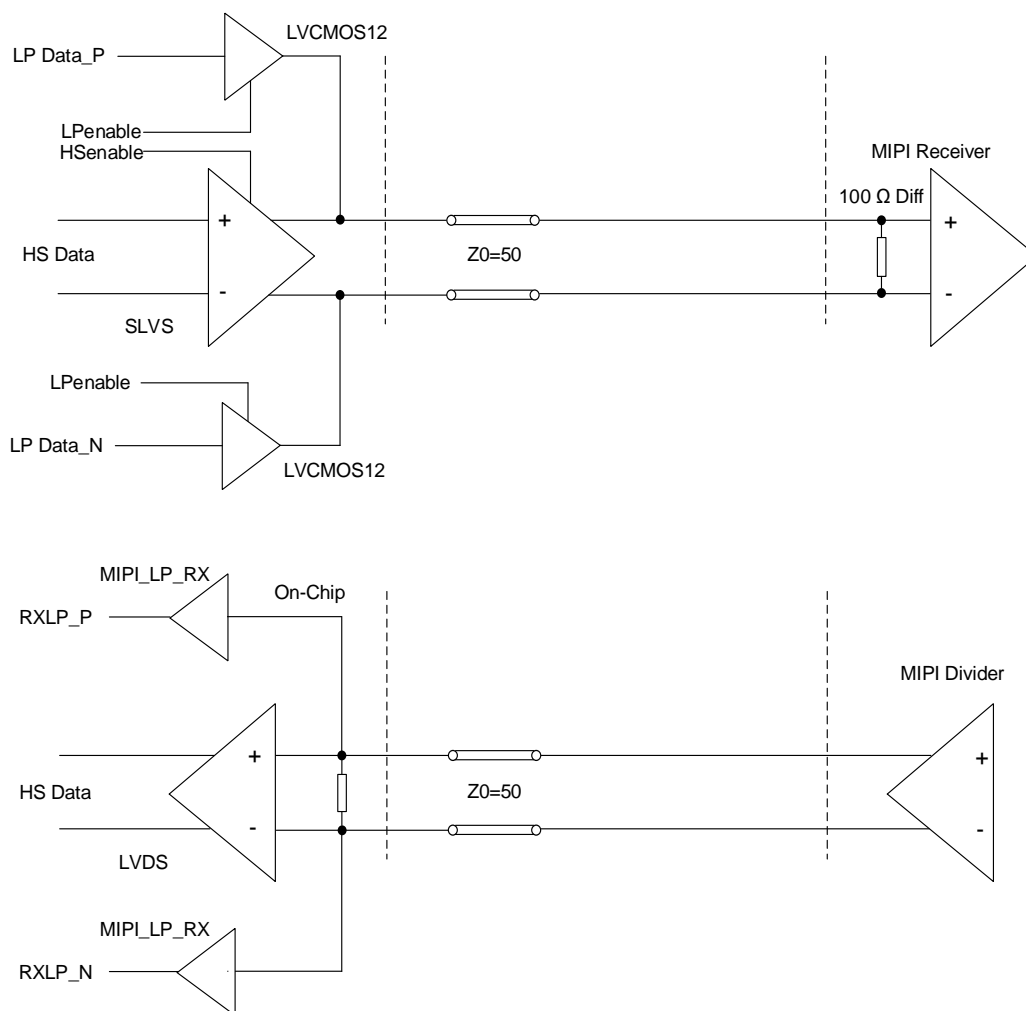 LVCMOS12
LP Data_P
LPenable
HSenable
MIPI Receiver
100 Ω Diff
+
+
HS Data
Z0=50
-
-
SLVS
LPenable
LP Data_N
LVCMOS12
MIPI_LP_RX
On-Chip
RXLP_P
MIPI Divider
+
+
HS Data
Z0=50
-
-
LVDS
MIPI_LP_RX
RXLP_N